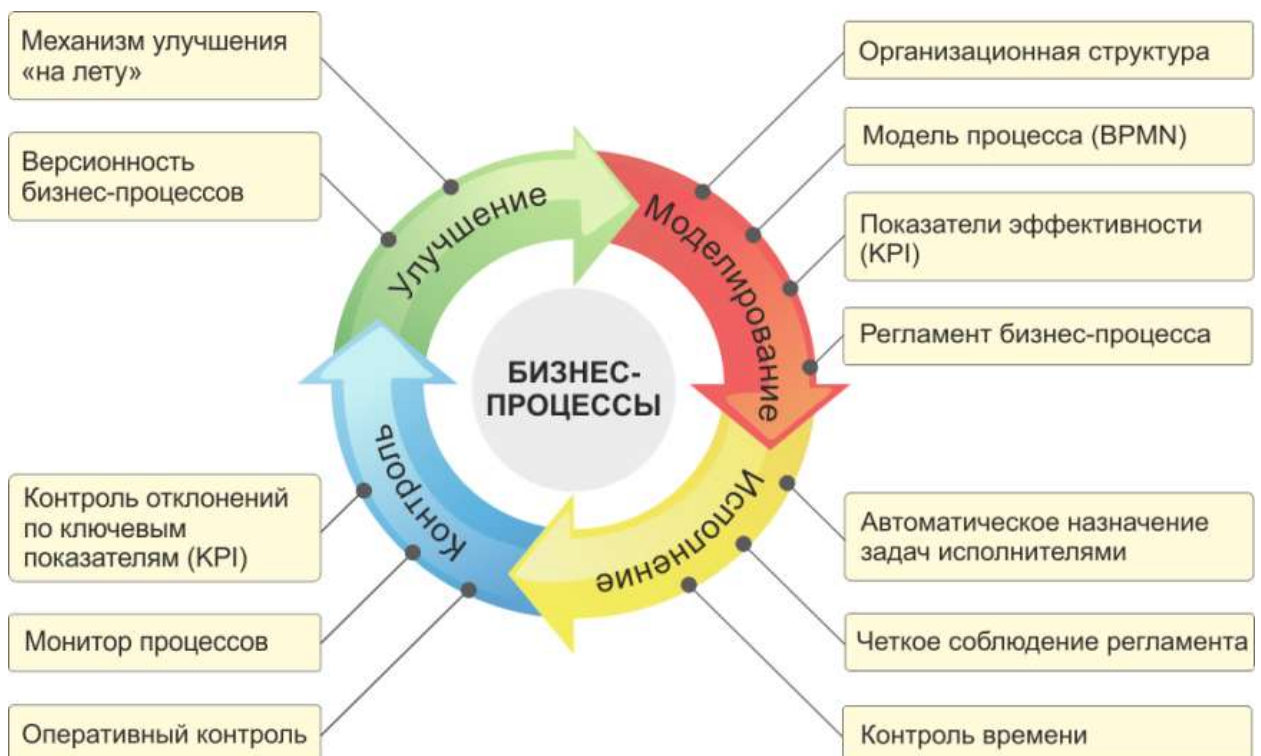 Механизм улучшения
«на лету»
Версионность
бизнес-процессов
Организационная структура
Модель процесса (BPMN)
Показатели эффективности
(KPI)
Регламент бизнес-процесса
Улучшение
Моделирование
БИЗНЕС-
ПРОЦЕССЫ
Контроль
Исполнение
Контроль отклонений
по ключевым
показателям (KPI)
Монитор процессов
Оперативный контроль
Автоматическое назначение
задач исполнителями
Четкое соблюдение регламента
Контроль времени